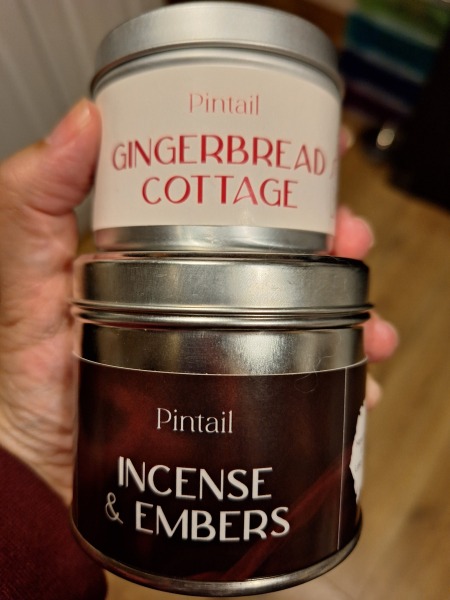 Pintail
GINGERBREAD
COTTAGE
Pintail
INCENSE
& EMBERS